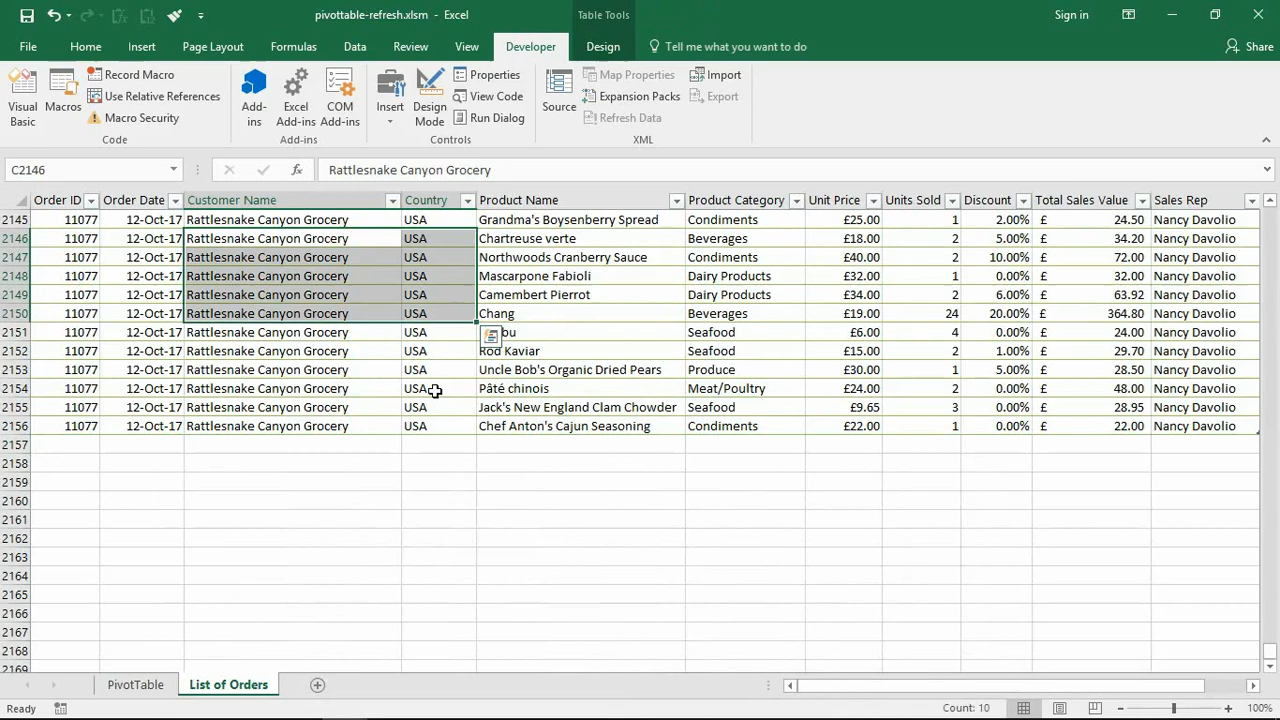 pivottable-refresh.xlsm - Excel
Table Tools
Sign in
File Home Insert Page Layout Formulas Data Review View Developer Design Tell me what you want to do Share
Visual Basic
Macros
Record Macro
Use Relative References
Macro Security
Code
Add-ins
Excel Add-ins
COM Add-ins
Add-ins
Insert
Design Mode
Properties
View Code
Run Dialog
Controls
Source
Map Properties
Expansion Packs
Refresh Data
Import
Export
XML
C2146 fx Rattlesnake Canyon Grocery
Order ID Order Date Customer Name Country Product Name Product Category Unit Price Units Sold Discount Total Sales Value Sales Rep
2145 11077 12-Oct-17 Rattlesnake Canyon Grocery USA Grandma's Boysenberry Spread Condiments £25.00 1 2.00% £ 24.50 Nancy Davolio
2146 11077 12-Oct-17 Rattlesnake Canyon Grocery USA Chartreuse verte Beverages £18.00 2 5.00% £ 34.20 Nancy Davolio
2147 11077 12-Oct-17 Rattlesnake Canyon Grocery USA Northwoods Cranberry Sauce Condiments £40.00 2 10.00% £ 72.00 Nancy Davolio
2148 11077 12-Oct-17 Rattlesnake Canyon Grocery USA Mascarpone Fabioli Dairy Products £32.00 1 0.00% £ 32.00 Nancy Davolio
2149 11077 12-Oct-17 Rattlesnake Canyon Grocery USA Camembert Pierrot Dairy Products £34.00 2 6.00% £ 63.92 Nancy Davolio
2150 11077 12-Oct-17 Rattlesnake Canyon Grocery USA Chang Beverages £19.00 24 20.00% £ 364.80 Nancy Davolio
2151 11077 12-Oct-17 Rattlesnake Canyon Grocery USA bu Seafood £6.00 4 0.00% £ 24.00 Nancy Davolio
2152 11077 12-Oct-17 Rattlesnake Canyon Grocery USA Röd Kaviar Seafood £15.00 2 1.00% £ 29.70 Nancy Davolio
2153 11077 12-Oct-17 Rattlesnake Canyon Grocery USA Uncle Bob's Organic Dried Pears Produce £30.00 1 5.00% £ 28.50 Nancy Davolio
2154 11077 12-Oct-17 Rattlesnake Canyon Grocery USA Pâté chinois Meat/Poultry £24.00 2 0.00% £ 48.00 Nancy Davolio
2155 11077 12-Oct-17 Rattlesnake Canyon Grocery USA Jack's New England Clam Chowder Seafood £9.65 3 0.00% £ 28.95 Nancy Davolio
2156 11077 12-Oct-17 Rattlesnake Canyon Grocery USA Chef Anton's Cajun Seasoning Condiments £22.00 1 0.00% £ 22.00 Nancy Davolio
2157
2158
2159
2160
2161
2162
2163
2164
2165
2166
2167
2168
2169
PivotTable List of Orders
Ready Count: 10 100%